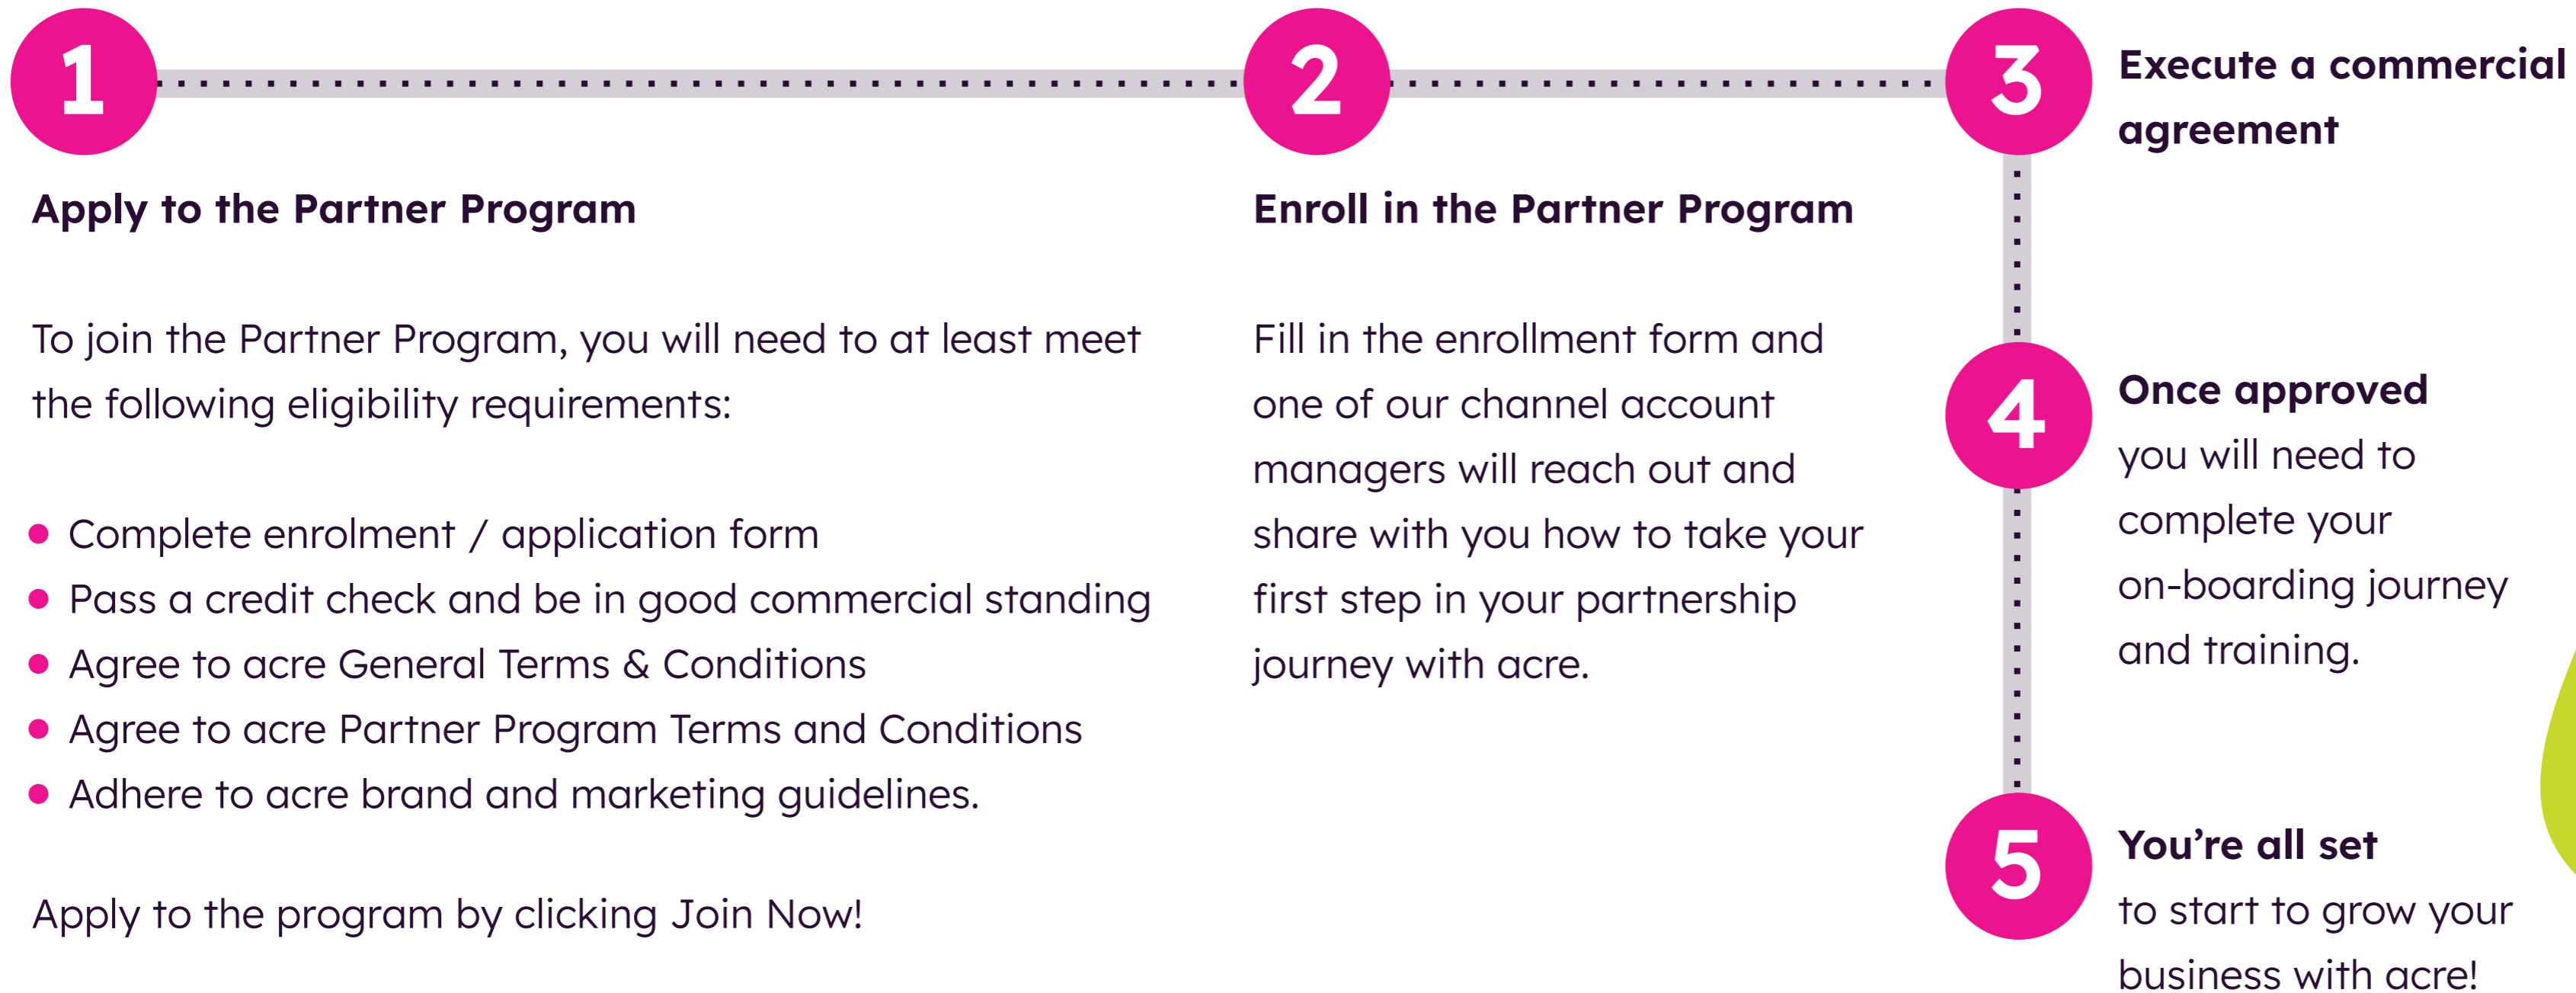 1
Apply to the Partner Program
To join the Partner Program, you will need to at least meet
the following eligibility requirements:
• Complete enrolment / application form
• Pass a credit check and be in good commercial standing
• Agree to acre General Terms & Conditions
• Agree to acre Partner Program Terms and Conditions
• Adhere to acre brand and marketing guidelines.
Apply to the program by clicking Join Now!
2
Enroll in the Partner Program
Fill in the enrollment form and
one of our channel account
managers will reach out and
share with you how to take your
first step in your partnership
journey with acre.
3
Execute a commercial
agreement
4
Once approved
you will need to
complete your
on-boarding journey
and training.
5
You’re all set
to start to grow your
business with acre!